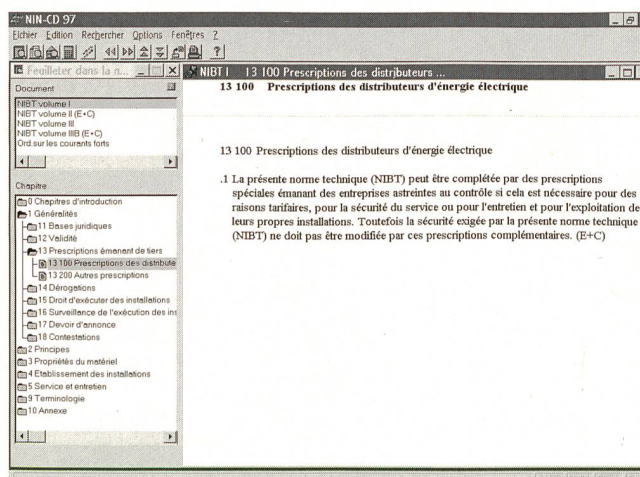 NIN-CD 97
Fichier Edition Rechercher Options Fenêtres ?
Feuilleter dans la n...
NIBT I 13 100 Prescriptions des distributeurs ...
Document
NIBT volume I
NIBT volume II (E+C)
NIBT volume III
NIBT volume IIIB (E+C)
Ord.sur les courants forts
Chapitre
0 Chapitres d'introduction
1 Généralités
11 Bases juridiques
12 Validité
13 Prescriptions émanent de tiers
13 100 Prescriptions des distribute
13 200 Autres prescriptions
14 Dérogations
15 Droit d'exécuter des installations
16 Surveillance de l'exécution des ins
17 Devoir d'annonce
18 Contestations
2 Principes
3 Propriétés du matériel
4 Etablissement des installations
5 Service et entretien
9 Terminologie
10 Annexe
13 100 Prescriptions des distributeurs d'énergie électrique
13 100 Prescriptions des distributeurs d'énergie électrique
.1 La présente norme technique (NIBT) peut être complétée par des prescriptions
spéciales émanant des entreprises astreintes au contrôle si cela est nécessaire pour des
raisons tarifaires, pour la sécurité du service ou pour l'entretien et pour l'exploitation de
leurs propres installations. Toutefois la sécurité exigée par la présente norme technique
(NIBT) ne doit pas être modifiée par ces prescriptions complémentaires. (E+C)